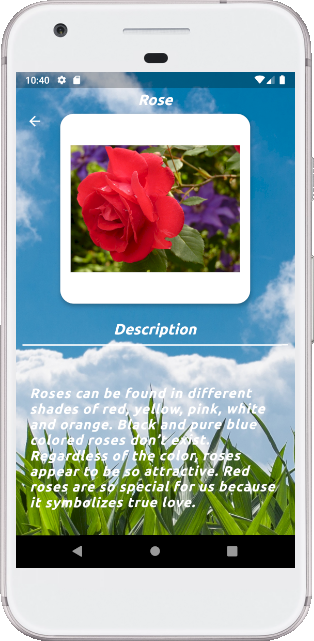 10:40
Rose
Description
Roses can be found in different
shades of red, yellow, pink, white
and orange. Black and pure blue
colored roses don't exist.
Regardless of the color, roses
appear to be so attractive. Red
roses are so special for us because
it symbolizes true love.